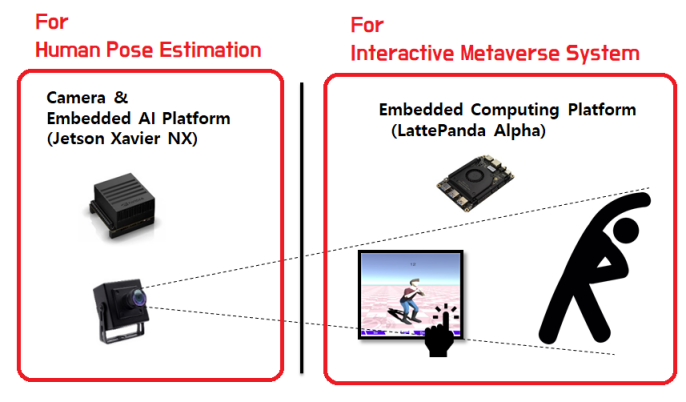 For
Human Pose Estimation
For
Interactive Metaverse System
Camera &
Embedded AI Platform
(Jetson Xavier NX)
Embedded Computing Platform
(LattePanda Alpha)